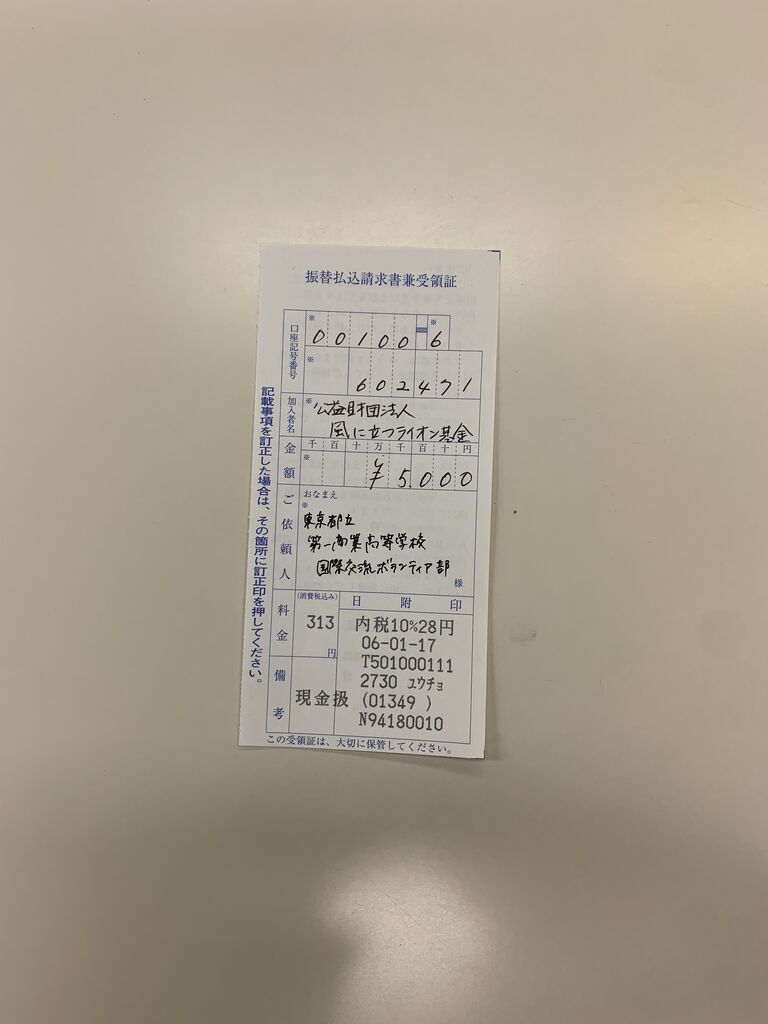 振替払込請求書兼受領証
口座記号番号
※ 00100=※6
※ 602471
加入者名
※公益財団法人
風に立つライオン基金
金額
千 百 十 万 千 百 十 円
※ ¥5.000
ご依頼人
おなまえ
※
東京都立
第一商業高等学校
国際交流ボランティア部
様
料金
(消費税込み)
313
円
日附印
内税10%28円
06-01-17
T501000111
2730 ユウチョ
備考
現金扱 (01349 )
N94180010
この受領証は、大切に保管してください。
記載事項を訂正した場合は、その箇所に訂正印を押してください。